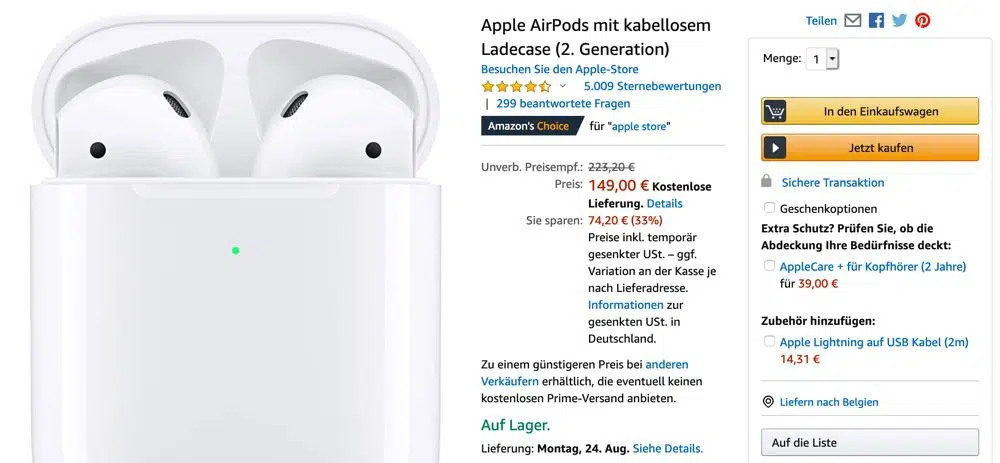 Apple AirPods mit kabellosem
Ladecase (2. Generation)
Besuchen Sie den Apple-Store
5.009 Sternebewertungen
| 299 beantwortete Fragen
Amazon's Choice für "apple store"
Unverb. Preisempf.: 223,20 €
Preis: 149,00 € Kostenlose
Lieferung. Details
Sie sparen: 74,20 € (33%)
Preise inkl. temporär
gesenkter USt. – ggf.
Variation an der Kasse je
nach Lieferadresse.
Informationen zur
gesenkten USt. in
Deutschland.
Zu einem günstigeren Preis bei anderen
Verkäufern erhältlich, die eventuell keinen
kostenlosen Prime-Versand anbieten.
Auf Lager.
Lieferung: Montag, 24. Aug. Siehe Details.
Teilen
Menge: 1
In den Einkaufswagen
Jetzt kaufen
Sichere Transaktion
Geschenkoptionen
Extra Schutz? Prüfen Sie, ob die
Abdeckung Ihre Bedürfnisse deckt:
AppleCare + für Kopfhörer (2 Jahre)
für 39,00 €
Zubehör hinzufügen:
Apple Lightning auf USB Kabel (2m)
14,31 €
Liefern nach Belgien
Auf die Liste